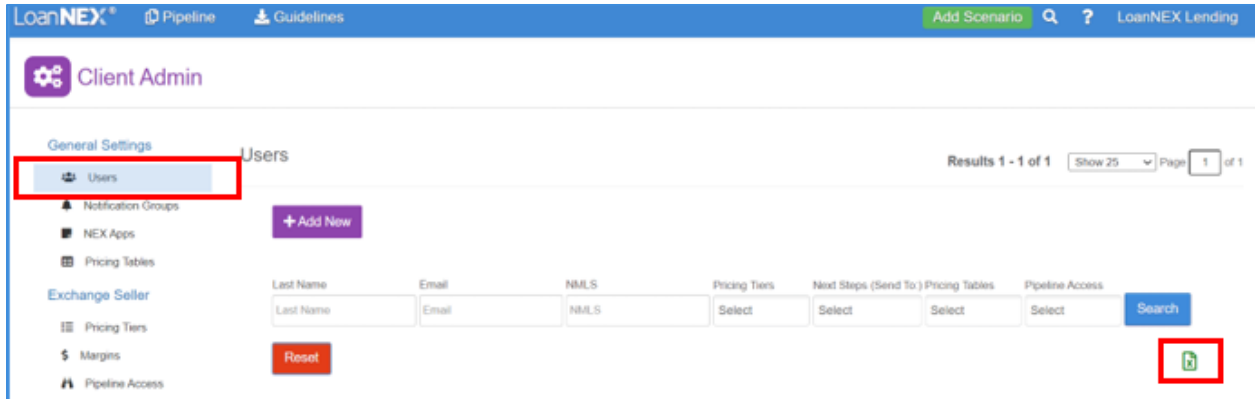 LoanNEX® Pipeline Guidelines Add Scenario ? LoanNEX Lending
Client Admin
General Settings
Users
Notification Groups
NEX Apps
Pricing Tables
Exchange Seller
Pricing Tiers
$ Margins
Pipeline Access
Users
Results 1 - 1 of 1 Show 25 Page 1 of 1
+ Add New
Last Name Email NMLS Pricing Tiers Next Steps (Send To:) Pricing Tables Pipeline Access
Last Name Email NMLS Select Select Select Select Search
Reset